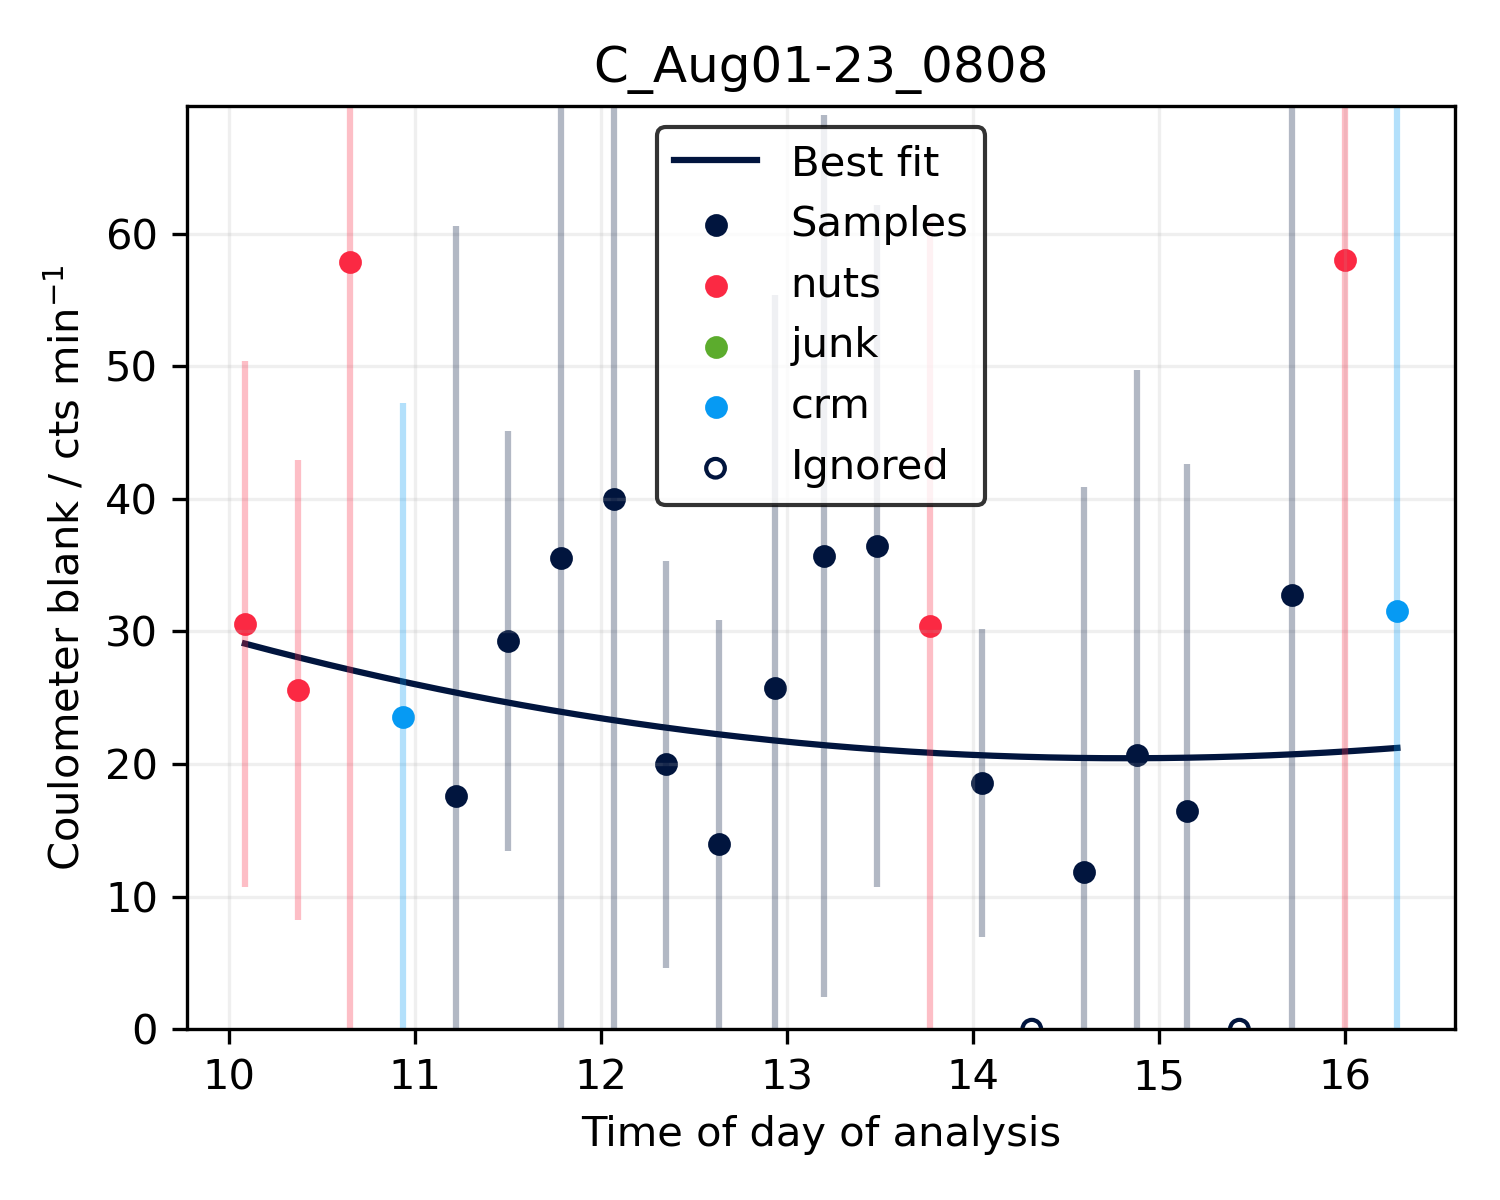 C_Aug01-23_0808
Coulometer blank / cts min⁻¹
60
50
40
30
20
10
0
Best fit
Samples
nuts
junk
crm
Ignored
10 11 12 13 14 15 16
Time of day of analysis